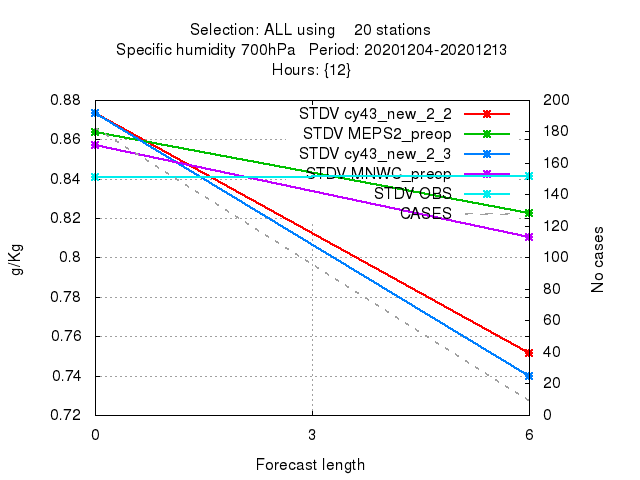 Selection: ALL using    20 stations
Specific humidity 700hPa   Period: 20201204-20201213
Hours: {12}
0.88
0.86
0.84
0.82
0.8
0.78
0.76
0.74
0.72
g/Kg
STDV cy43_new_2_2
STDV MEPS2_preop
STDV cy43_new_2_3
STDV MNWC_preop
STDV OBS
CASES
200
180
160
140
120
100
80
60
40
20
0
No cases
0 3 6
Forecast length